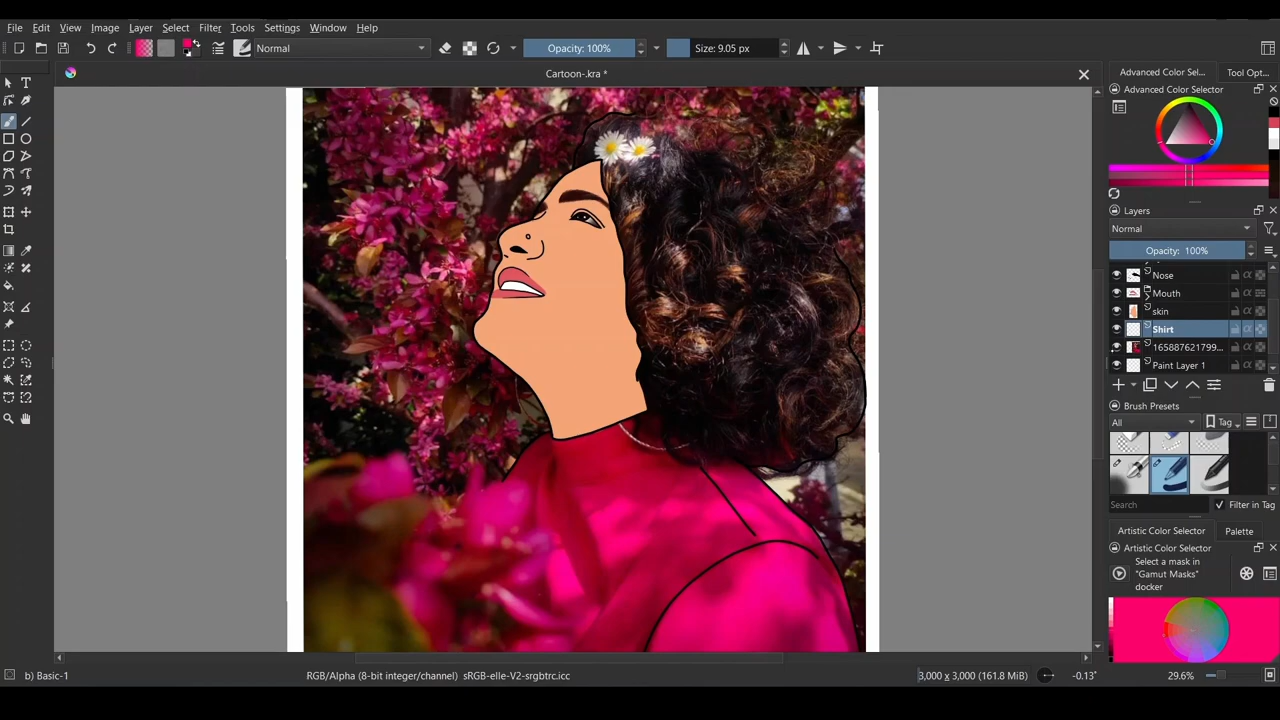 File Edit View Image Layer Select Filter Tools Settings Window Help
Normal Opacity: 100% Size: 9.05 px
Cartoon-.kra *
Advanced Color Sel... Tool Opt...
Advanced Color Selector
Layers
Normal
Opacity: 100%
Nose
Mouth
skin
Shirt
165887621799...
Paint Layer 1
Brush Presets
All Tag
Search Filter in Tag
Artistic Color Selector Palette
Artistic Color Selector
Select a mask in
"Gamut Masks"
docker
b) Basic-1 RGB/Alpha (8-bit integer/channel) sRGB-elle-V2-srgbtrc.icc 3,000 x 3,000 (161.8 MiB) -0.13° 29.6%